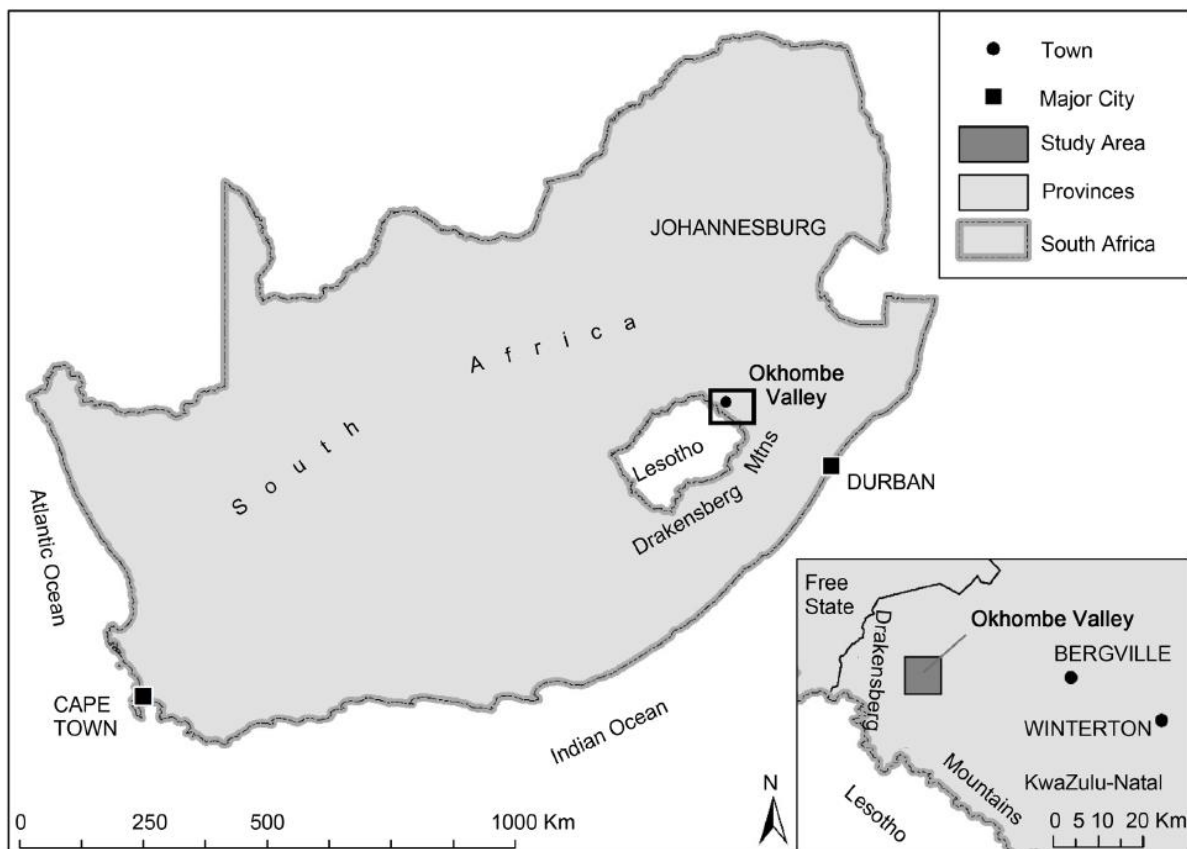 Town
Major City
Study Area
Provinces
South Africa
JOHANNESBURG
South Africa
Okhombe
Valley
Lesotho
Drakensberg Mtns
DURBAN
Atlantic Ocean
CAPE
TOWN
Indian Ocean
N
0 250 500 1000 Km
Free
State
Drakensberg
Okhombe Valley
BERGVILLE
WINTERTON
Mountains
KwaZulu-Natal
Lesotho
0 5 10 20 Km